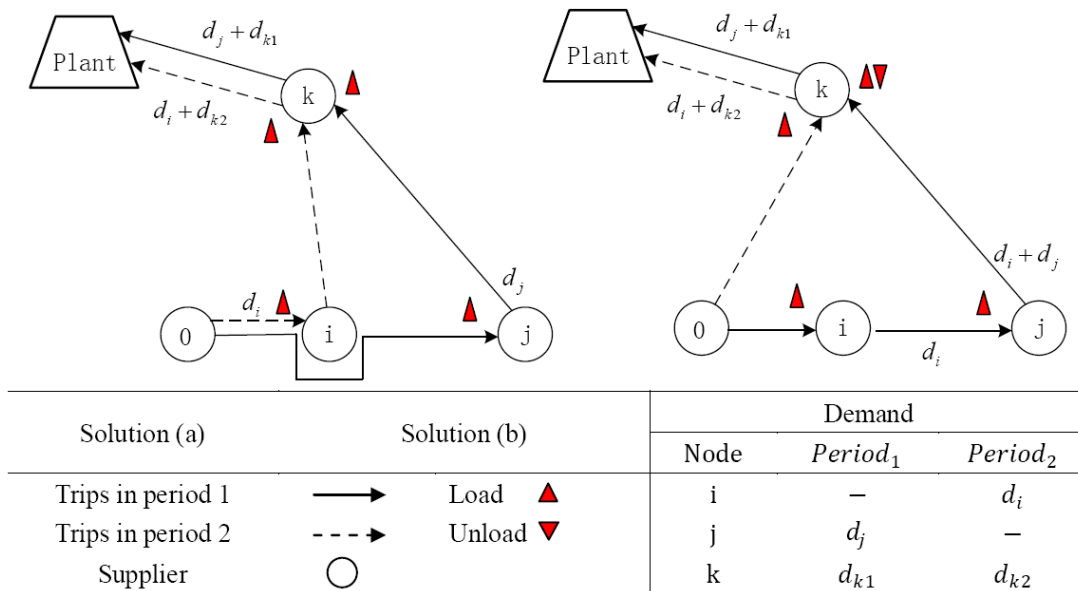 d_j + d_{k1}
Plant
k
d_i + d_{k2}
d_j
d_i
0
i
j
d_j + d_{k1}
Plant
k
d_i + d_{k2}
d_i + d_j
0
i
j
d_i
Solution (a) Solution (b) Demand
Node Period_1 Period_2
Trips in period 1 Load i – d_i
Trips in period 2 Unload j d_j –
Supplier k d_{k1} d_{k2}